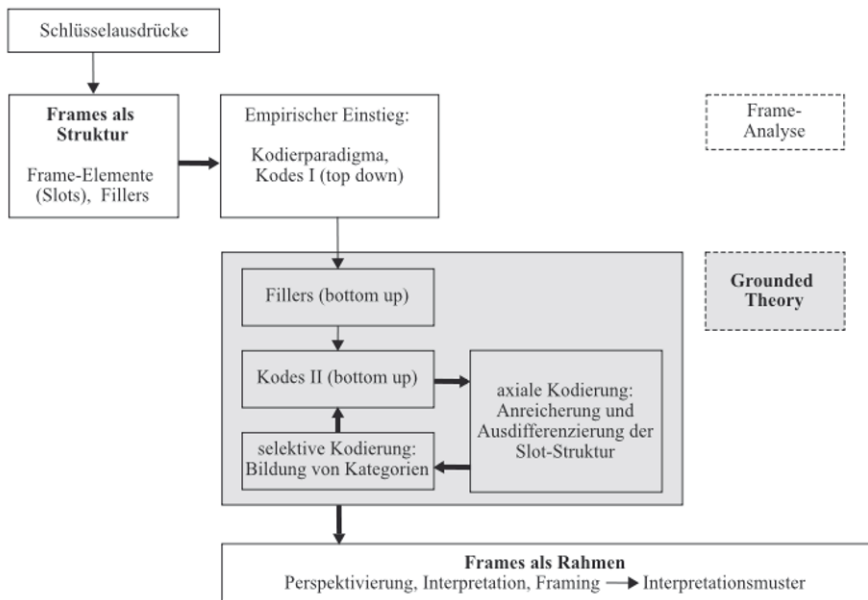 Schlüsselausdrücke
Frames als
Struktur
Frame-Elemente
(Slots), Fillers
Empirischer Einstieg:
Kodierparadigma,
Kodes I (top down)
Frame-
Analyse
Fillers (bottom up)
Grounded
Theory
Kodes II (bottom up)
axiale Kodierung:
Anreicherung und
Ausdifferenzierung der
Slot-Struktur
selektive Kodierung:
Bildung von Kategorien
Frames als Rahmen
Perspektivierung, Interpretation, Framing → Interpretationsmuster